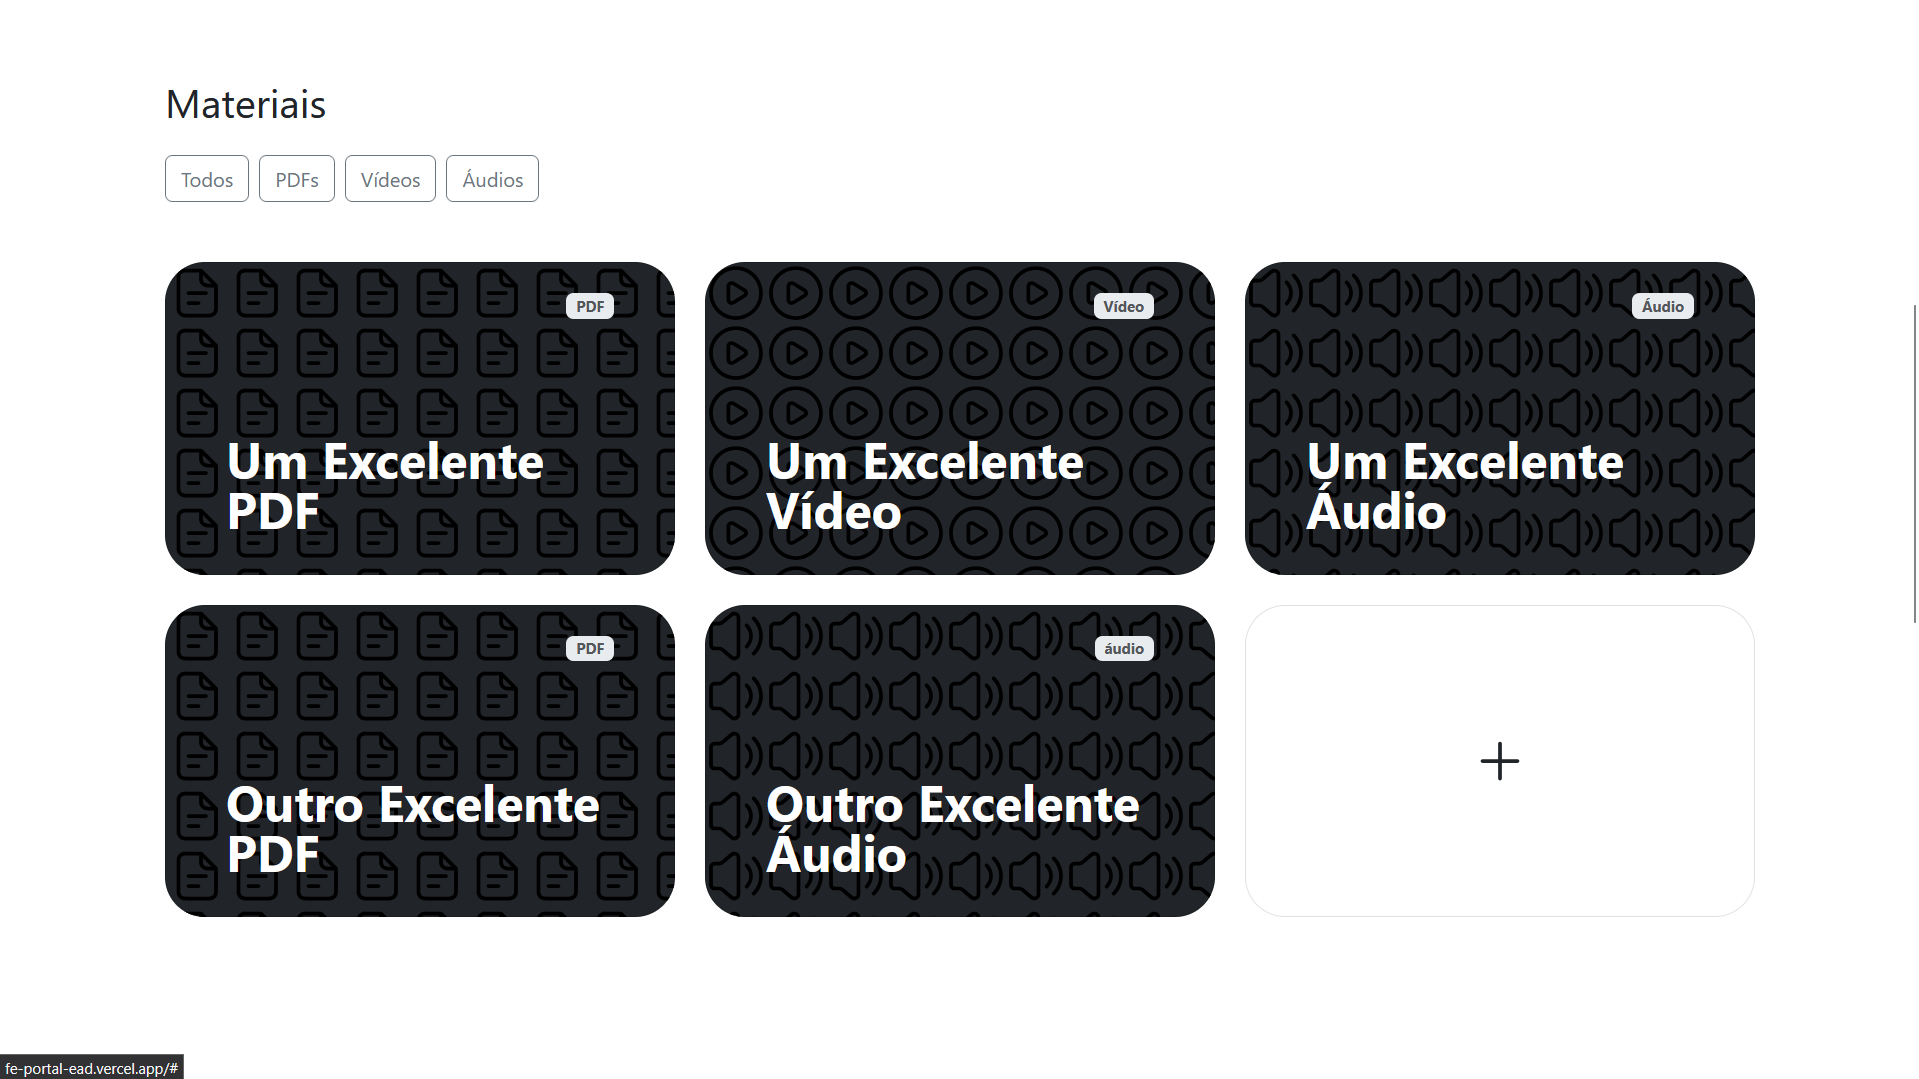 Materiais
Todos
PDFs
Vídeos
Áudios
PDF
Um Excelente
PDF
Vídeo
Um Excelente
Vídeo
Áudio
Um Excelente
Áudio
PDF
Outro Excelente
PDF
áudio
Outro Excelente
Áudio
fe-portal-ead.vercel.app/#